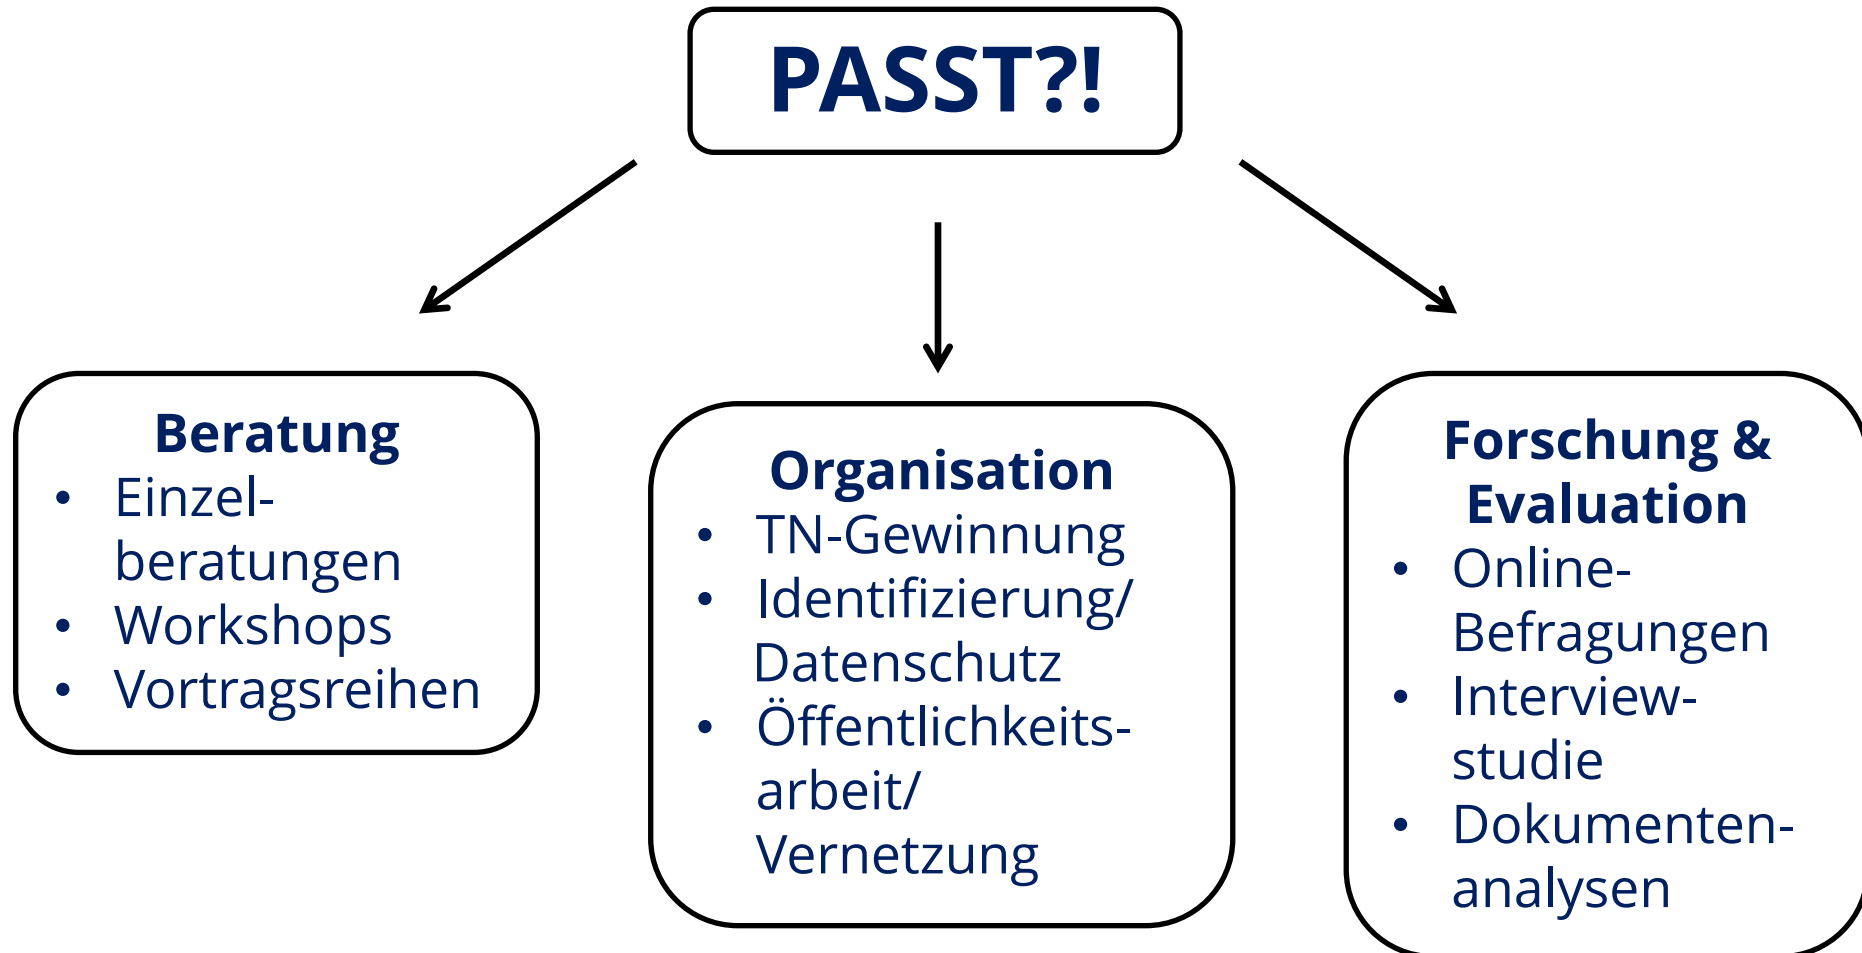 PASST?!
Beratung
• Einzel-
beratungen
• Workshops
• Vortragsreihen
Organisation
• TN-Gewinnung
• Identifizierung/
Datenschutz
• Öffentlichkeits-
arbeit/
Vernetzung
Forschung &
Evaluation
• Online-
Befragungen
• Interview-
studie
• Dokumenten-
analysen